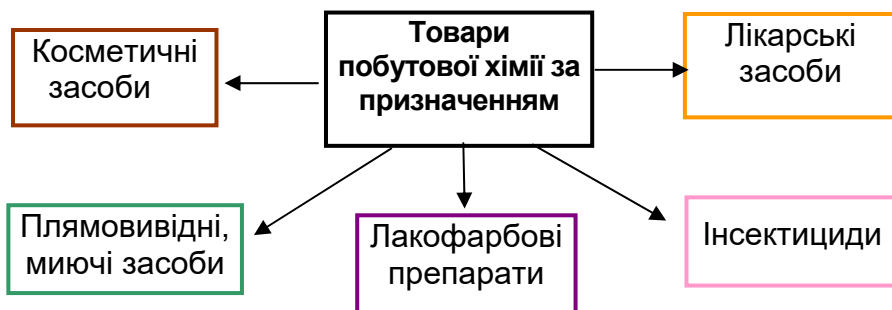 Косметичні
засоби
Товари
побутової хімії за
призначенням
Лікарські
засоби
Плямовивідні,
миючі засоби
Лакофарбові
препарати
Інсектициди